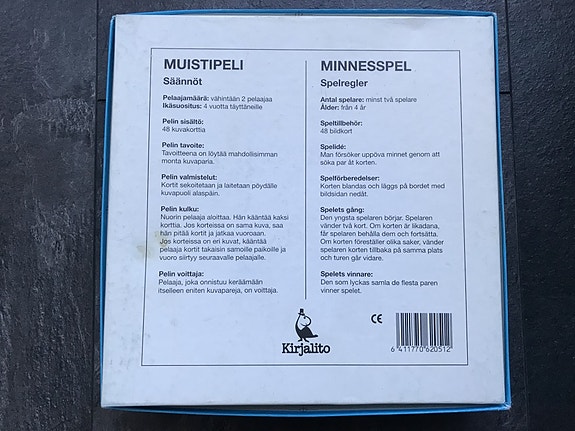 MUISTIPELI
Säännöt
Pelaajamäärä: vähintään 2 pelaajaa
Ikäsuositus: 4 vuotta täyttäneille
Pelin sisältö:
48 kuvakorttia
Pelin tavoite:
Tavoitteena on löytää mahdollisimman
monta kuvaparia.
Pelin valmistelut:
Kortit sekoitetaan ja laitetaan pöydälle
kuvapuoli alaspäin.
Pelin kulku:
Nuorin pelaaja aloittaa. Hän kääntää kaksi
korttia. Jos korteissa on sama kuva, saa
hän pitää kortit ja jatkaa vuoroaan.
Jos korteissa on eri kuvat, kääntää
pelaaja kortit takaisin samoille paikoille ja
vuoro siirtyy seuraavalle pelaajalle.
Pelin voittaja:
Pelaaja, joka onnistuu keräämään
itselleen eniten kuvapareja, on voittaja.
MINNESSPEL
Spelregler
Antal spelare: minst två spelare
Ålder: från 4 år
Speltillbehör:
48 bildkort
Spelidé:
Man försöker uppöva minnet genom att
söka par åt korten.
Spelförberedelser:
Korten blandas och läggs på bordet med
bildsidan nedåt.
Spelets gång:
Den yngsta spelaren börjar. Spelaren
vänder två kort. Om korten är likadana,
får spelaren behålla dem och fortsätta.
Om korten föreställer olika saker, vänder
spelaren korten tillbaka på samma plats
och turen går vidare.
Spelets vinnare:
Den som lyckas samla de flesta paren
vinner spelet.
Kirjalito
CE
6 411770 620512